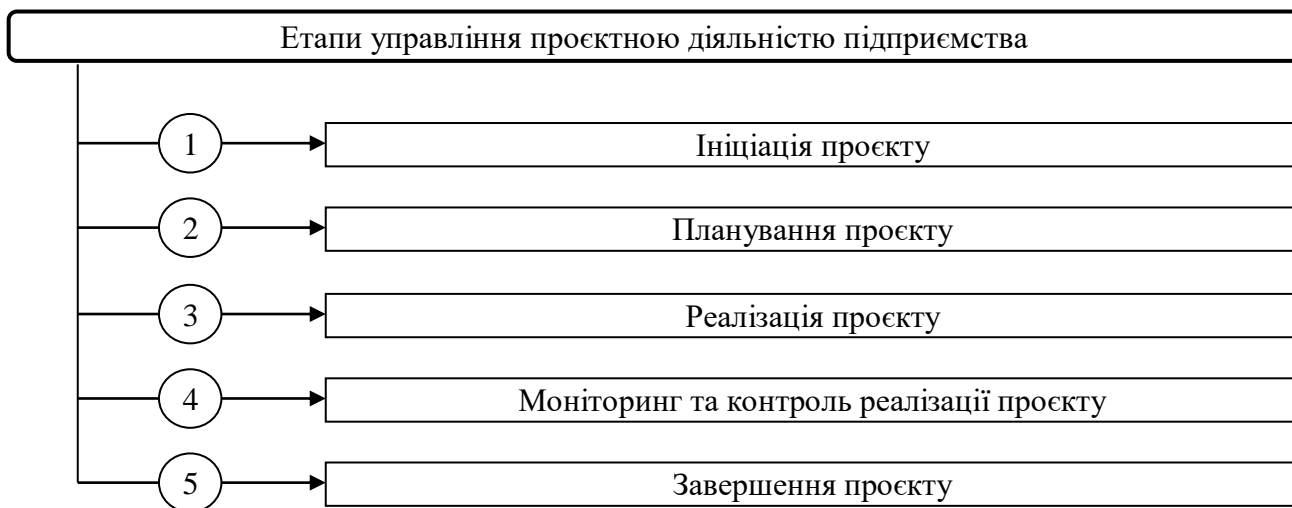 Етапи управління проєктною діяльністю підприємства
1 Ініціація проєкту
2 Планування проєкту
3 Реалізація проєкту
4 Моніторинг та контроль реалізації проєкту
5 Завершення проєкту